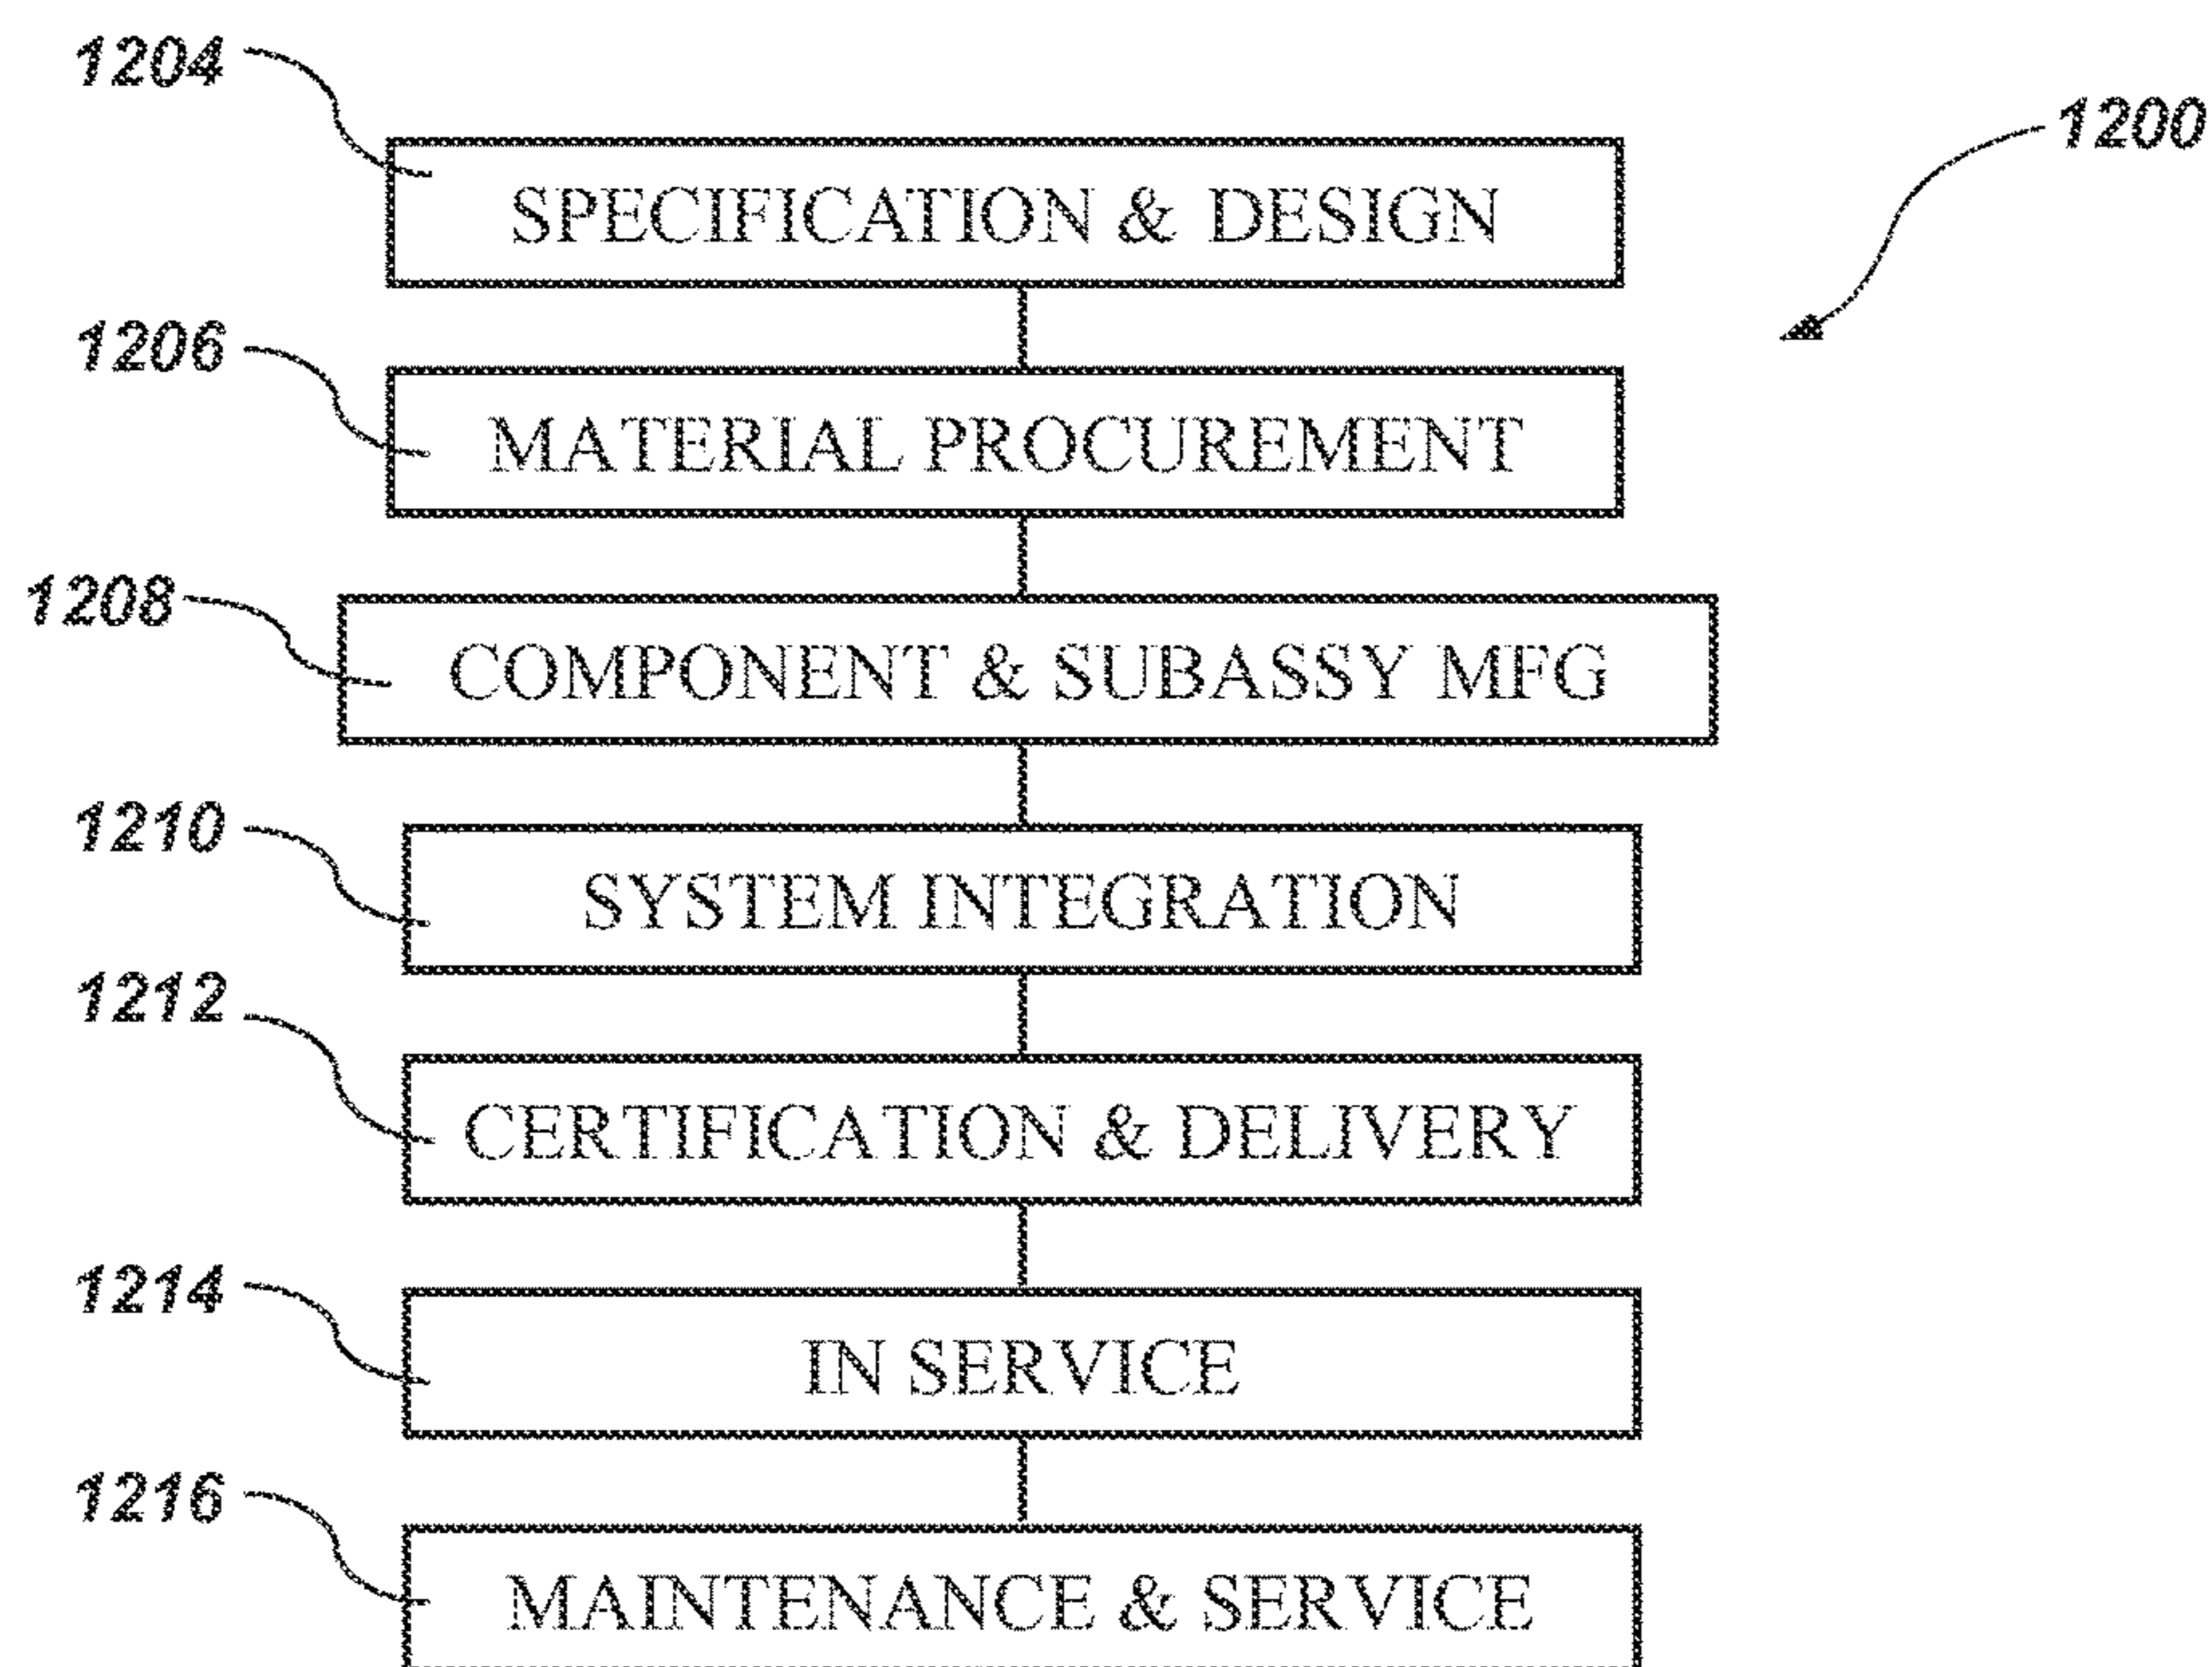 1204
1200
SPECIFICATION & DESIGN
1206
MATERIAL PROCUREMENT
1208
COMPONENT & SUBASSY MFG
1210
SYSTEM INTEGRATION
1212
CERTIFICATION & DELIVERY
1214
IN SERVICE
1216
MAINTENANCE & SERVICE